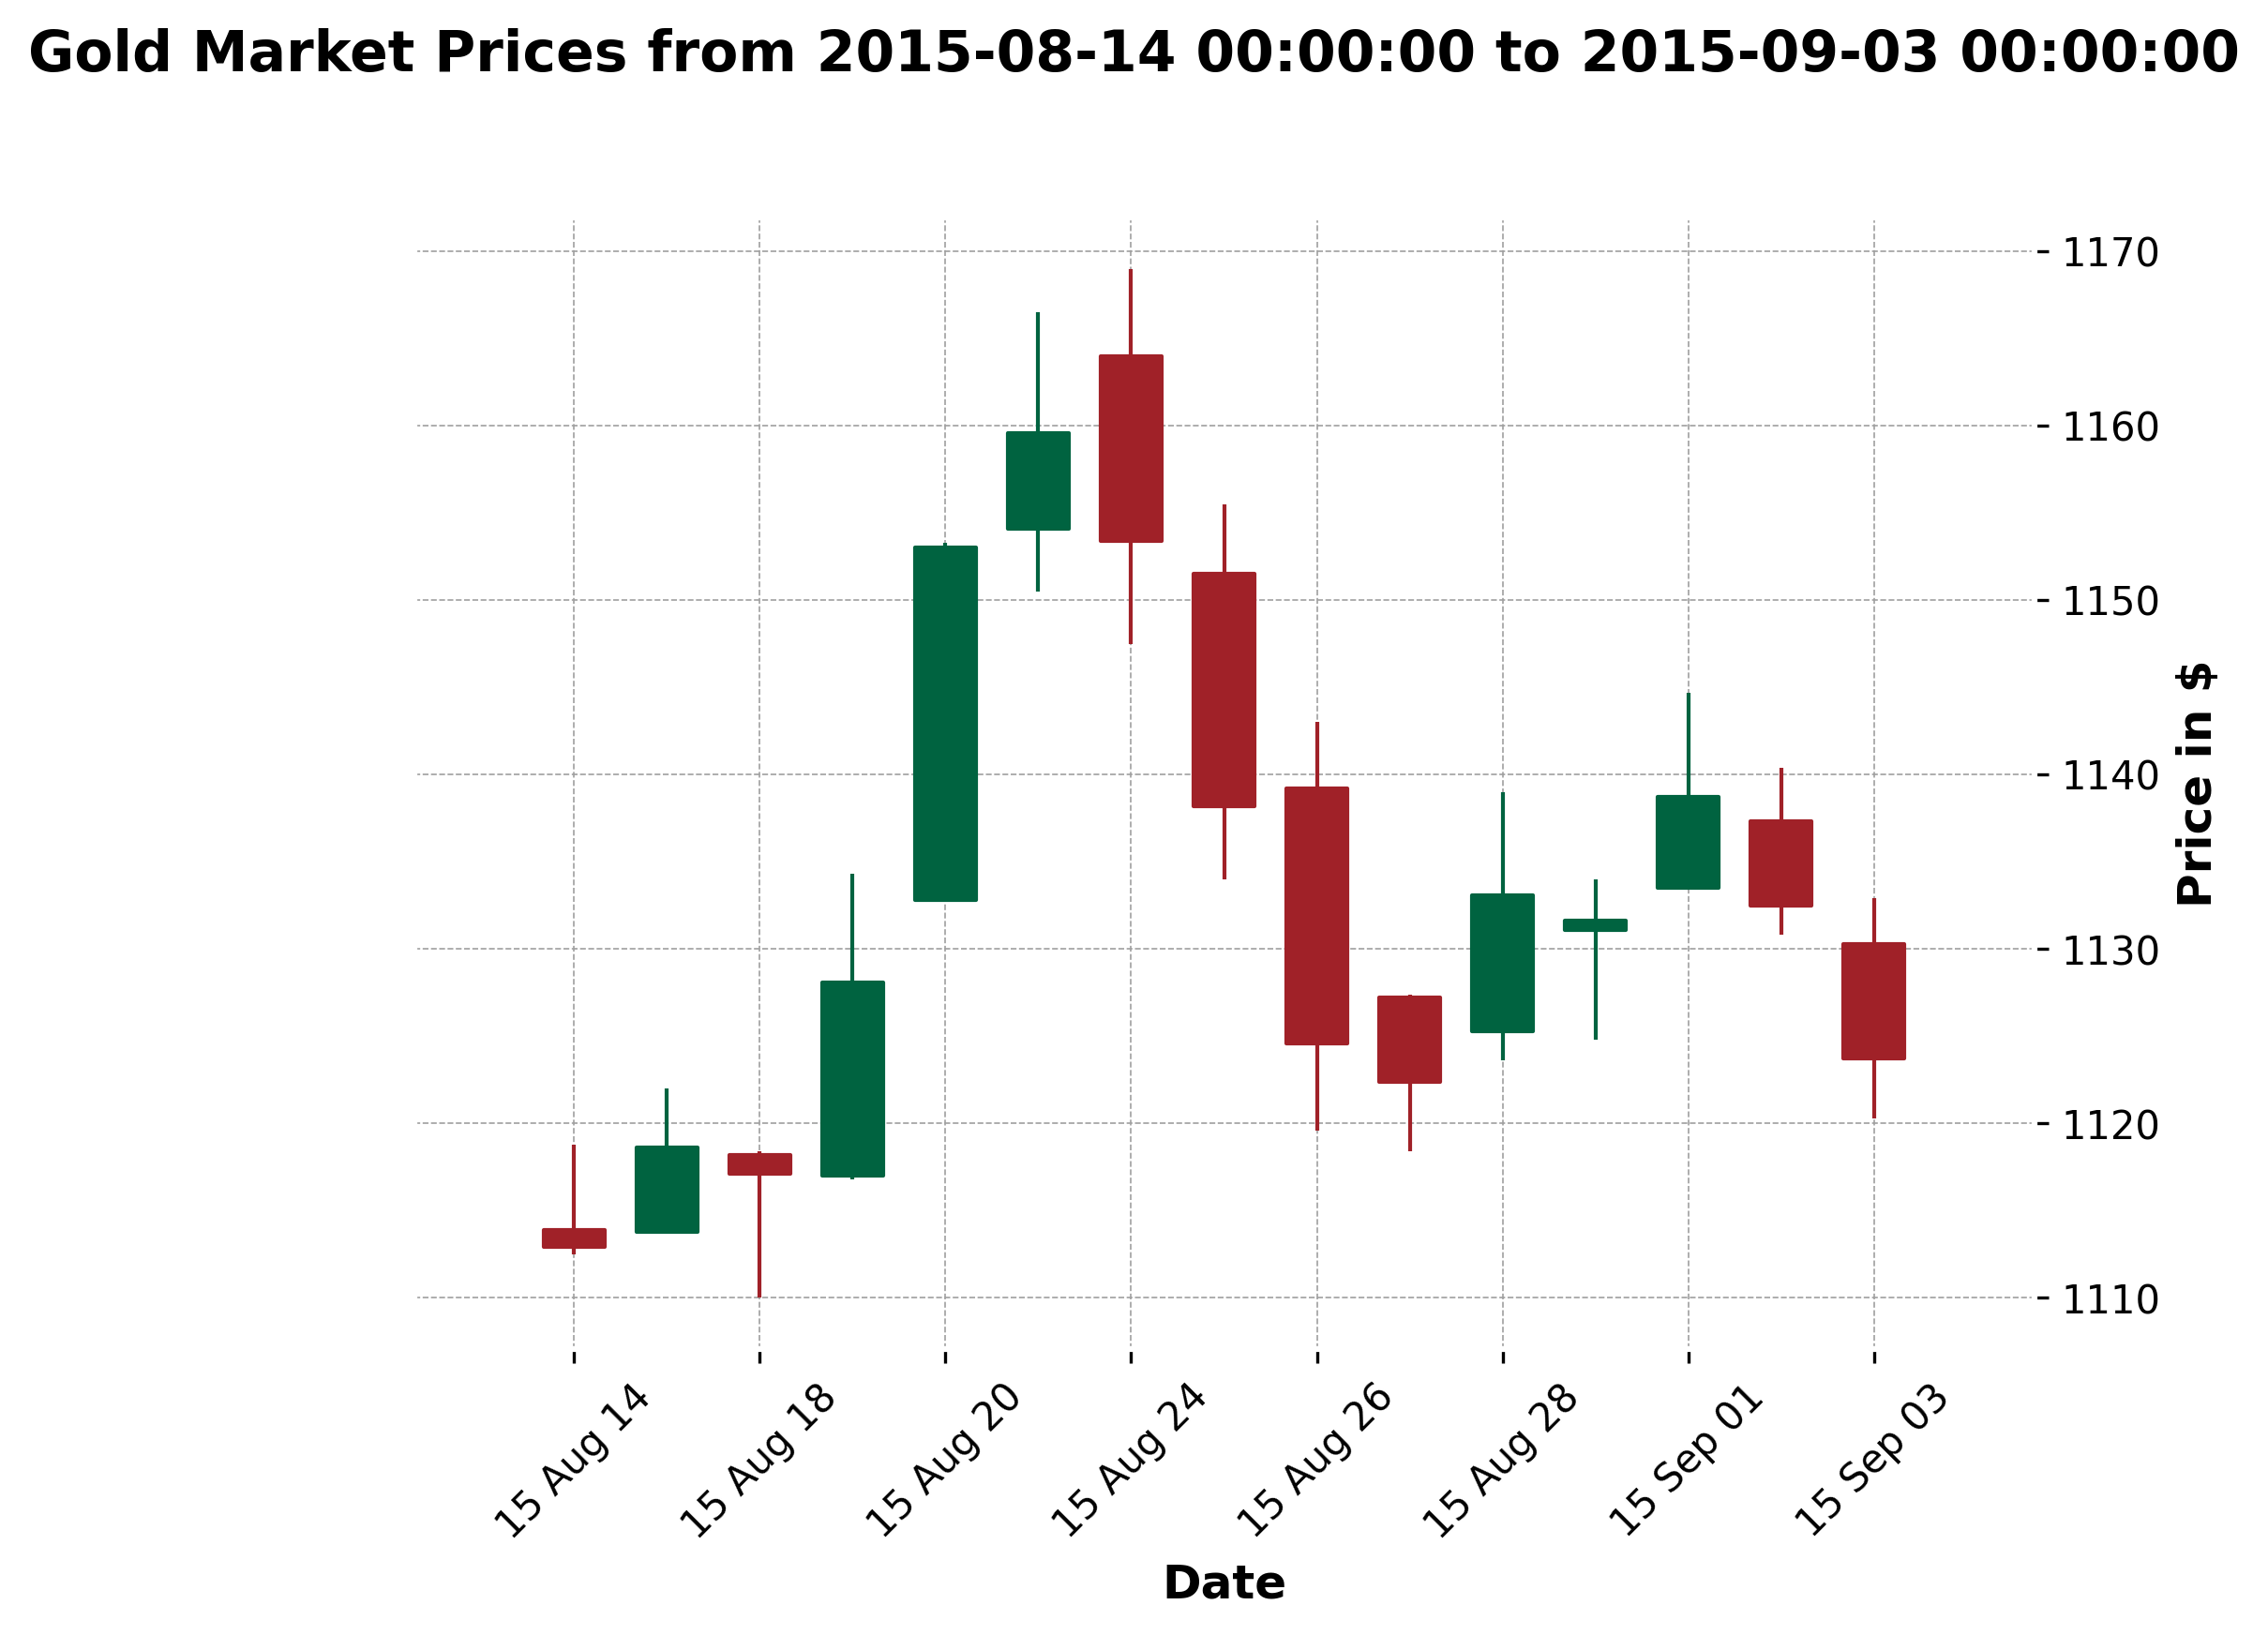 Gold Market Prices from 2015-08-14 00:00:00 to 2015-09-03 00:00:00
1170
1160
1150
1140
1130
1120
1110
Price in $
15 Aug 14
15 Aug 18
15 Aug 20
15 Aug 24
15 Aug 26
15 Aug 28
15 Sep 01
15 Sep 03
Date